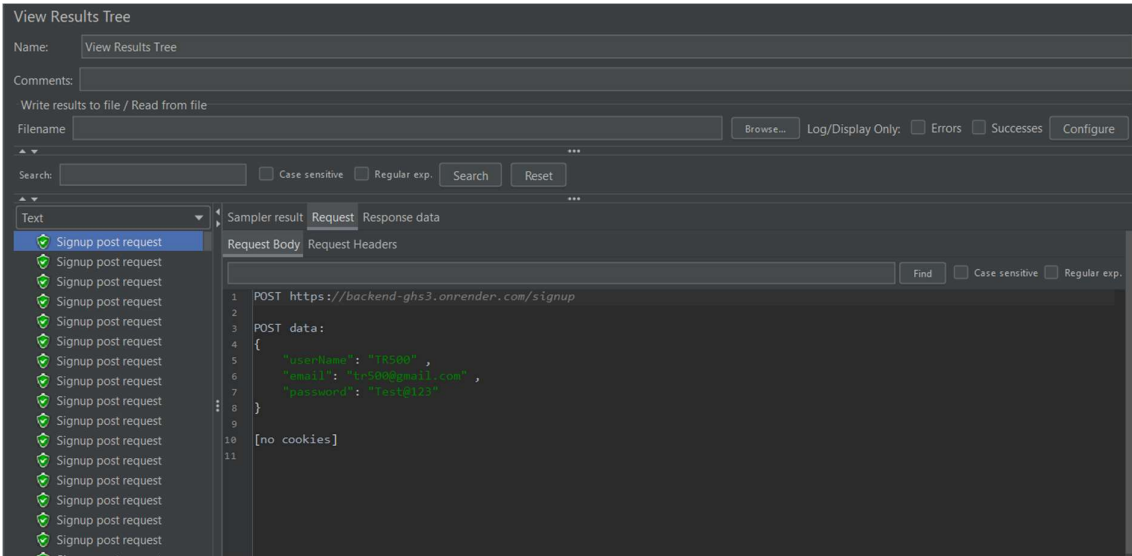 View Results Tree
Name: View Results Tree
Comments:
Write results to file / Read from file
Filename Browse... Log/Display Only: Errors Successes Configure
Search: Case sensitive Regular exp. Search Reset
Text Sampler result Request Response data
Signup post request Request Body Request Headers
Signup post request
Signup post request Find Case sensitive Regular exp.
Signup post request 1 POST https://backend-ghs3.onrender.com/signup
2
Signup post request 3 POST data:
Signup post request 4 {
Signup post request 5 "userName": "TR500" ,
Signup post request 6 "email": "tr500@gmail.com" ,
Signup post request 7 "password": "Test@123"
Signup post request 8 }
9
Signup post request 10 [no cookies]
11
Signup post request
Signup post request
Signup post request
Signup post request
Signup post request